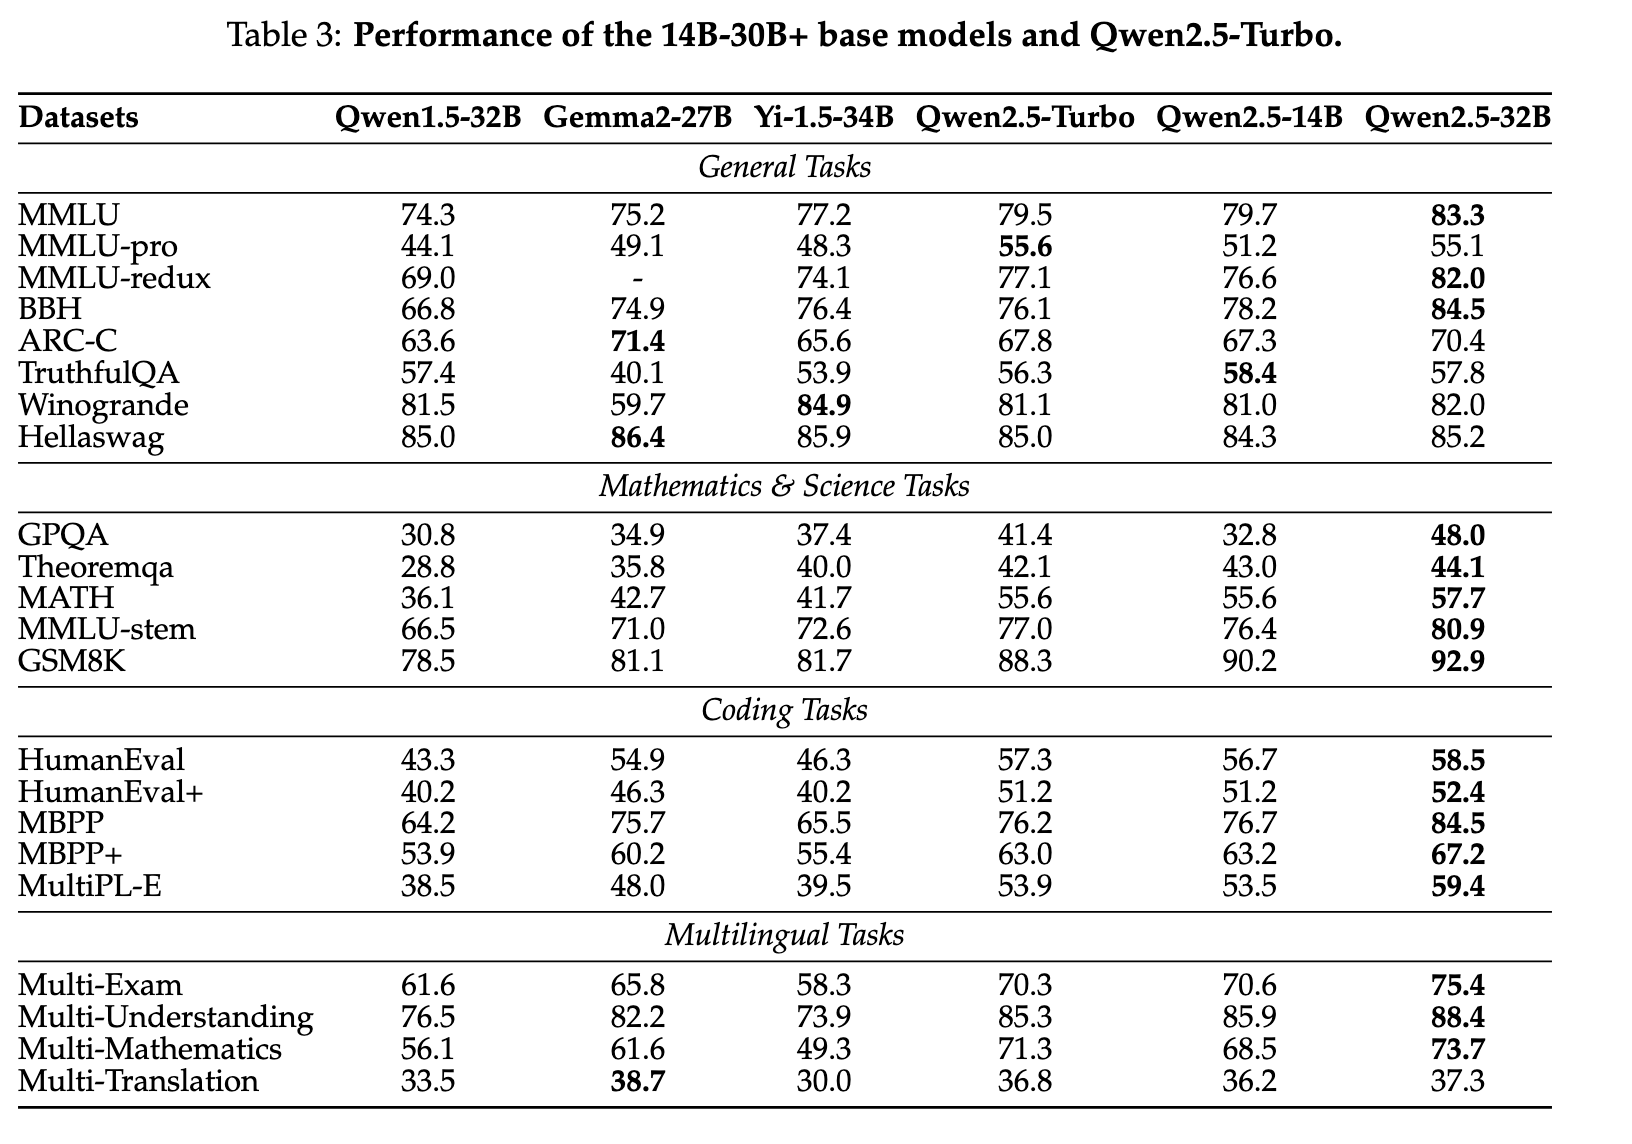 Table 3: Performance of the 14B-30B+ base models and Qwen2.5-Turbo.
Datasets Qwen1.5-32B Gemma2-27B Yi-1.5-34B Qwen2.5-Turbo Qwen2.5-14B Qwen2.5-32B
General Tasks
MMLU 74.3 75.2 77.2 79.5 79.7 83.3
MMLU-pro 44.1 49.1 48.3 55.6 51.2 55.1
MMLU-redux 69.0 - 74.1 77.1 76.6 82.0
BBH 66.8 74.9 76.4 76.1 78.2 84.5
ARC-C 63.6 71.4 65.6 67.8 67.3 70.4
TruthfulQA 57.4 40.1 53.9 56.3 58.4 57.8
Winogrande 81.5 59.7 84.9 81.1 81.0 82.0
Hellaswag 85.0 86.4 85.9 85.0 84.3 85.2
Mathematics & Science Tasks
GPQA 30.8 34.9 37.4 41.4 32.8 48.0
Theoremqa 28.8 35.8 40.0 42.1 43.0 44.1
MATH 36.1 42.7 41.7 55.6 55.6 57.7
MMLU-stem 66.5 71.0 72.6 77.0 76.4 80.9
GSM8K 78.5 81.1 81.7 88.3 90.2 92.9
Coding Tasks
HumanEval 43.3 54.9 46.3 57.3 56.7 58.5
HumanEval+ 40.2 46.3 40.2 51.2 51.2 52.4
MBPP 64.2 75.7 65.5 76.2 76.7 84.5
MBPP+ 53.9 60.2 55.4 63.0 63.2 67.2
MultiPL-E 38.5 48.0 39.5 53.9 53.5 59.4
Multilingual Tasks
Multi-Exam 61.6 65.8 58.3 70.3 70.6 75.4
Multi-Understanding 76.5 82.2 73.9 85.3 85.9 88.4
Multi-Mathematics 56.1 61.6 49.3 71.3 68.5 73.7
Multi-Translation 33.5 38.7 30.0 36.8 36.2 37.3